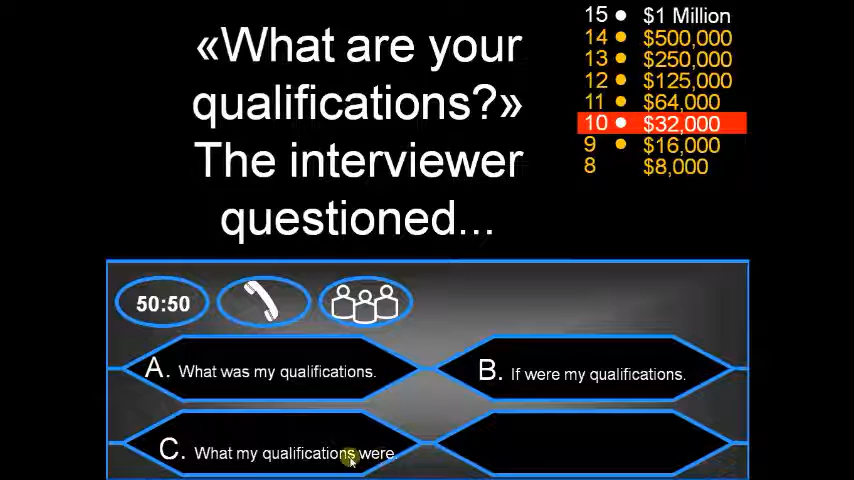 «What are your
qualifications?»
The interviewer
questioned...
15 • $1 Million
14 • $500,000
13 • $250,000
12 • $125,000
11 • $64,000
10 • $32,000
9 • $16,000
8 $8,000
50:50
A. What was my qualifications.
B. If were my qualifications.
C. What my qualifications were.